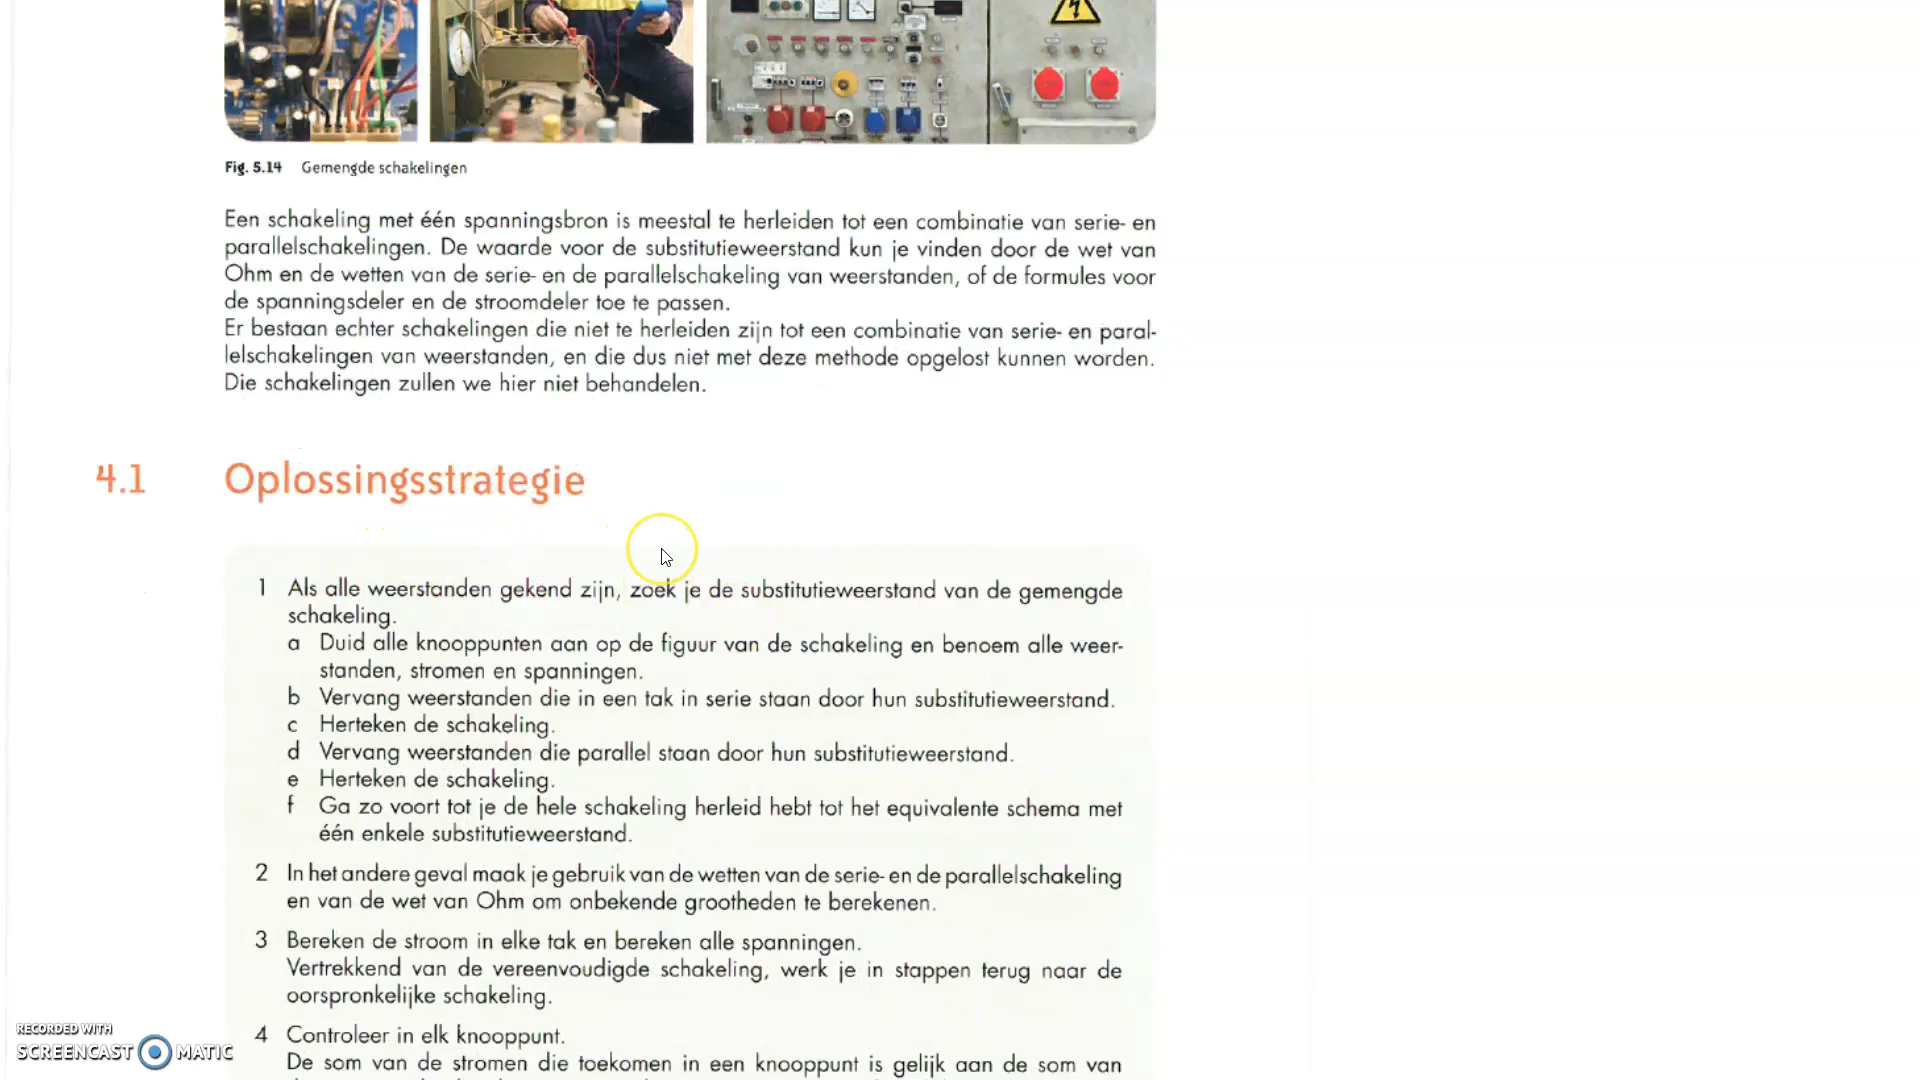 Fig. 5.14 Gemengde schakelingen
Een schakeling met één spanningsbron is meestal te herleiden tot een combinatie van serie- en
parallelschakelingen. De waarde voor de substitutieweerstand kun je vinden door de wet van
Ohm en de wetten van de serie- en de parallelschakeling van weerstanden, of de formules voor
de spanningsdeler en de stroomdeler toe te passen.
Er bestaan echter schakelingen die niet te herleiden zijn tot een combinatie van serie- en paral-
lelschakelingen van weerstanden, en die dus niet met deze methode opgelost kunnen worden.
Die schakelingen zullen we hier niet behandelen.
4.1 Oplossingsstrategie
1 Als alle weerstanden gekend zijn, zoek je de substitutieweerstand van de gemengde
schakeling.
a Duid alle knooppunten aan op de figuur van de schakeling en benoem alle weer-
standen, stromen en spanningen.
b Vervang weerstanden die in een tak in serie staan door hun substitutieweerstand.
c Herteken de schakeling.
d Vervang weerstanden die parallel staan door hun substitutieweerstand.
e Herteken de schakeling.
f Ga zo voort tot je de hele schakeling herleid hebt tot het equivalente schema met
één enkele substitutieweerstand.
2 In het andere geval maak je gebruik van de wetten van de serie- en de parallelschakeling
en van de wet van Ohm om onbekende grootheden te berekenen.
3 Bereken de stroom in elke tak en bereken alle spanningen.
Vertrekkend van de vereenvoudigde schakeling, werk je in stappen terug naar de
oorspronkelijke schakeling.
4 Controleer in elk knooppunt.
De som van de stromen die toekomen in een knooppunt is gelijk aan de som van
RECORDED WITH
SCREENCAST MATIC